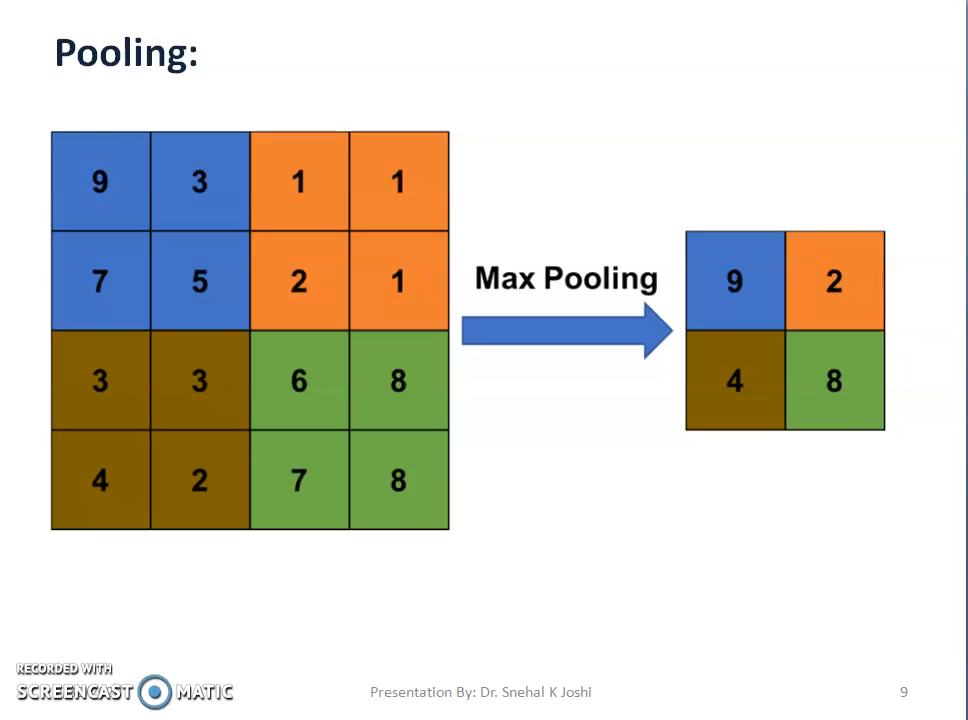 Pooling:
9 3 1 1
7 5 2 1
Max Pooling
9 2
3 3 6 8
4 8
4 2 7 8
RECORDED WITH
SCREENCAST MATIC
Presentation By: Dr. Snehal K Joshi
9